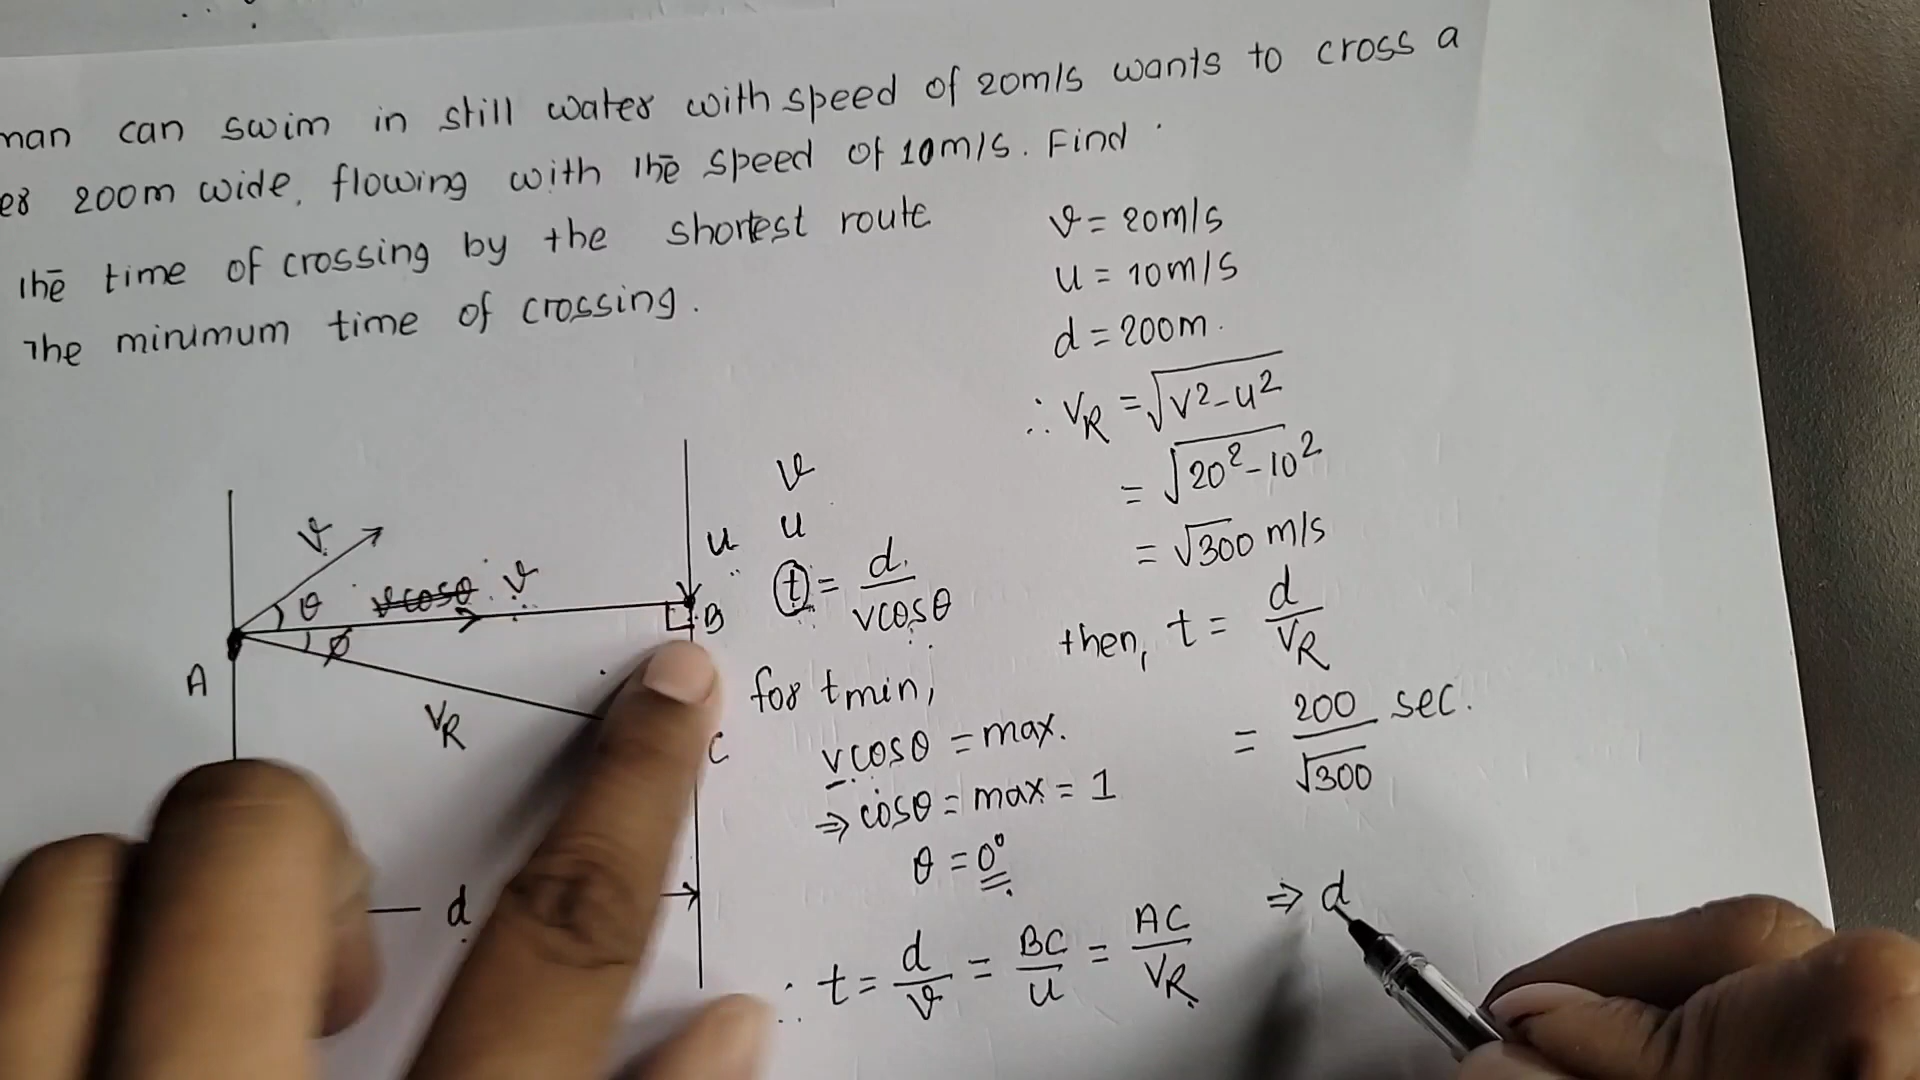 man can swim in still water with speed of 20m/s wants to cross a
200m wide, flowing with the speed of 10m/s. Find
the time of crossing by the shortest route
The minimum time of crossing.
v = 20m/s
u = 10m/s
d = 200m.
∴ VR = √(v² - u²)
= √(20² - 10²)
= √300 m/s
then, t = d/VR
= 200/√300 sec.
v
θ
vcosθ v
ø
A
VR
u
B
C
d
v
u
t = d/vcosθ
for tmin,
vcosθ = max.
⇒ cosθ = max = 1
θ = 0°
∴ t = d/v = BC/u = AC/VR
⇒ d